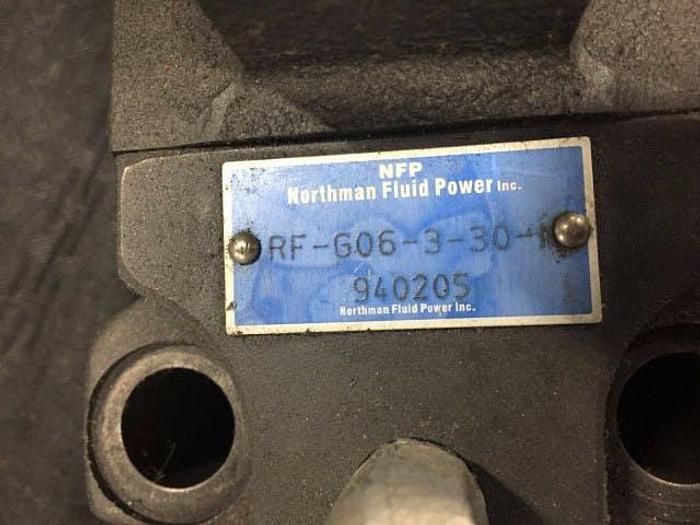 NFP
Northman Fluid Power Inc.
RF-G06-3-30-
940205
Northman Fluid Power Inc.